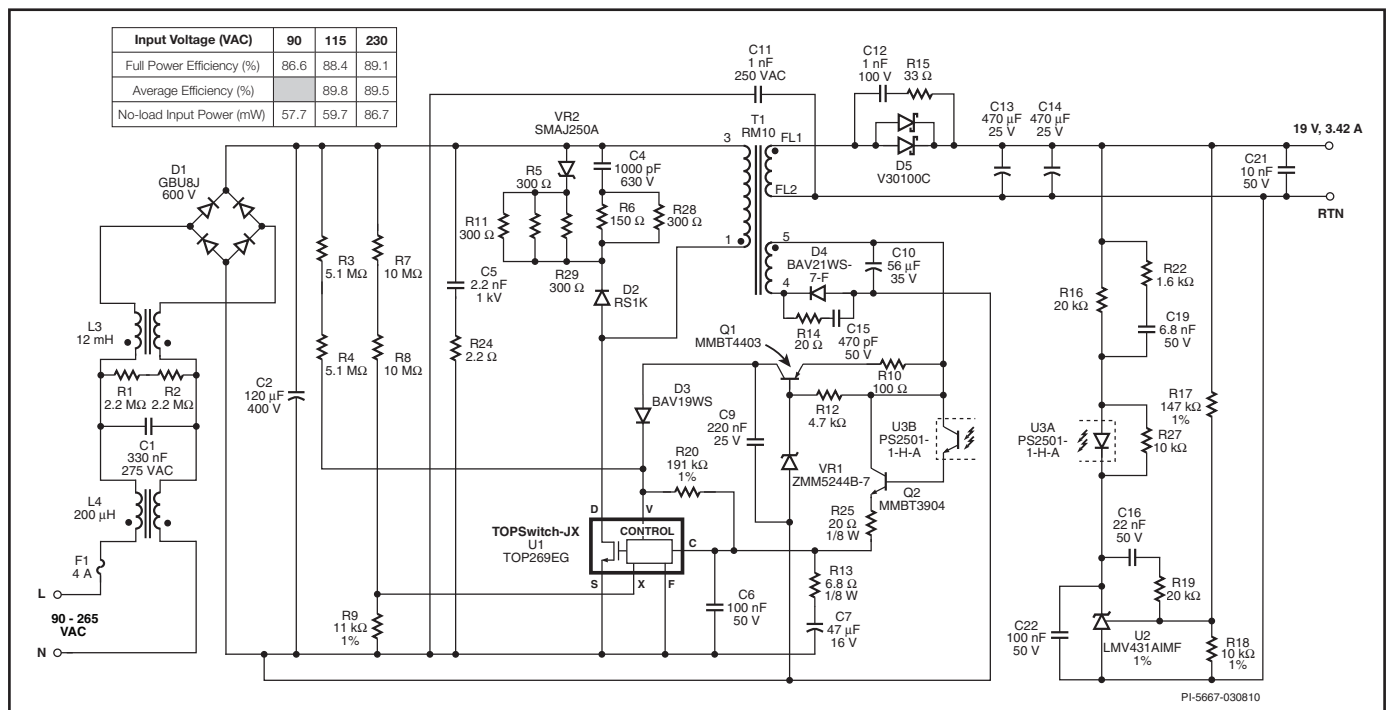 Input Voltage (VAC) 90 115 230
Full Power Efficiency (%) 86.6 88.4 89.1
Average Efficiency (%) 89.8 89.5
No-load Input Power (mW) 57.7 59.7 86.7
C11
1 nF
250 VAC
C12
1 nF
100 V
R15
33 Ω
D5
V30100C
C13
470 µF
25 V
C14
470 µF
25 V
19 V, 3.42 A
C21
10 nF
50 V
RTN
T1
RM10
FL1
FL2
3
1
5
4
D1
GBU8J
600 V
VR2
SMAJ250A
C4
1000 pF
630 V
R5
300 Ω
R11
300 Ω
R6
150 Ω
R28
300 Ω
R29
300 Ω
D2
RS1K
R3
5.1 MΩ
R7
10 MΩ
R4
5.1 MΩ
R8
10 MΩ
C5
2.2 nF
1 kV
R24
2.2 Ω
D4
BAV21WS-
7-F
C10
56 µF
35 V
R14
20 Ω
C15
470 pF
50 V
Q1
MMBT4403
R10
100 Ω
R12
4.7 kΩ
D3
BAV19WS
C9
220 nF
25 V
VR1
ZMM5244B-7
U3B
PS2501-
1-H-A
Q2
MMBT3904
R20
191 kΩ
1%
R25
20 Ω
1/8 W
R13
6.8 Ω
1/8 W
C7
47 µF
16 V
C6
100 nF
50 V
TOPSwitch-JX
U1
TOP269EG
CONTROL
D
V
C
S
X
F
R9
11 kΩ
1%
L3
12 mH
R1
2.2 MΩ
R2
2.2 MΩ
C1
330 nF
275 VAC
C2
120 µF
400 V
L4
200 µH
F1
4 A
L
90 - 265
VAC
N
R16
20 kΩ
R22
1.6 kΩ
C19
6.8 nF
50 V
R17
147 kΩ
1%
U3A
PS2501-
1-H-A
R27
10 kΩ
C16
22 nF
50 V
R19
20 kΩ
C22
100 nF
50 V
U2
LMV431AIMF
1%
R18
10 kΩ
1%
PI-5667-030810